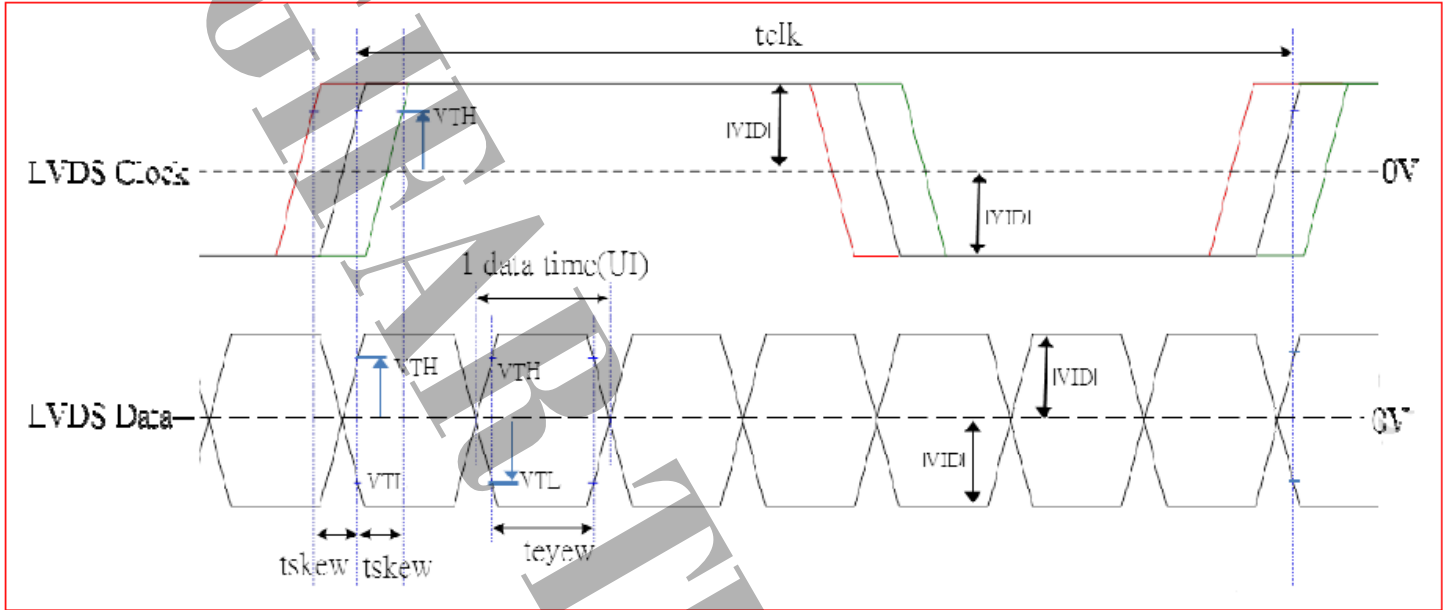 tclk
VTH
|VID|
LVDS Clock
0V
|VID|
1 data time(UI)
VTH
VTH
|VID|
LVDS Data
0V
|VID|
VTL
VTL
tskew
tskew
teyew